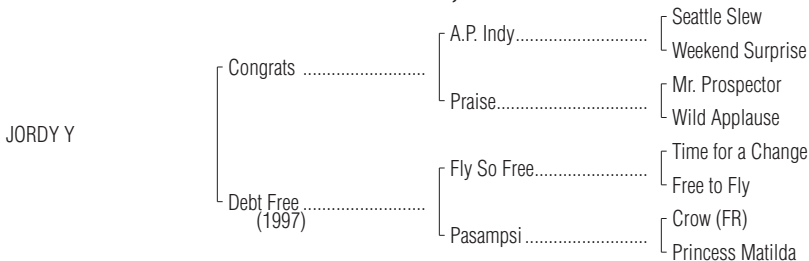 Seattle Slew
A.P. Indy..............................
Weekend Surprise
Congrats ............................
Mr. Prospector
Praise..................................
Wild Applause
JORDY Y
Time for a Change
Fly So Free..........................
Free to Fly
Debt Free ............................
(1997)
Crow (FR)
Pasampsi ............................
Princess Matilda